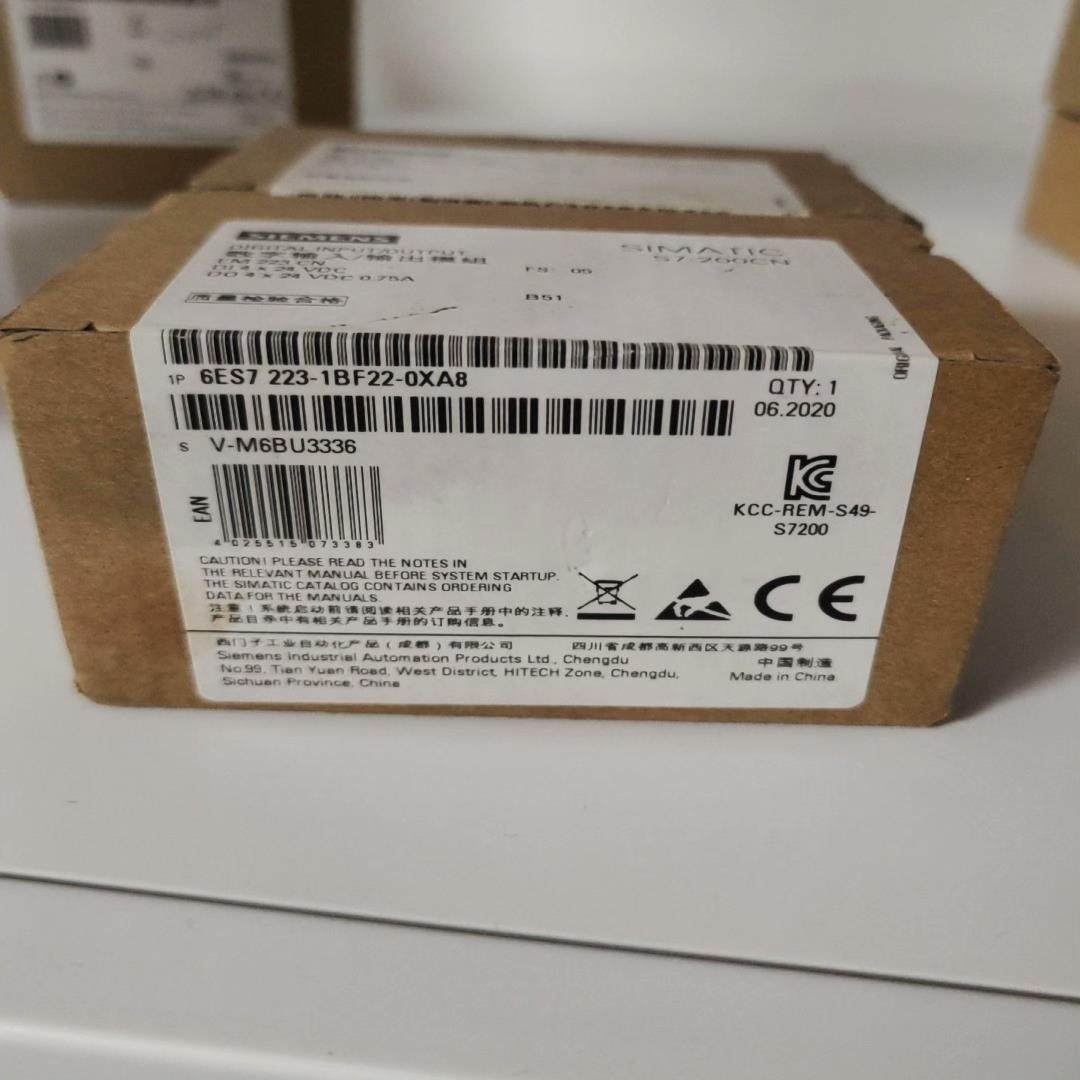 SIEMENS
DIGITAL INPUT/OUTPUT
数字输入/输出模组
EM 223 CN
DI 4 x 24 VDC
DO 4 x 24 VDC 0.75A
质量检验合格
FS: 05
B51
SIMATIC
S7-200CN
1P 6ES7 223-1BF22-0XA8
QTY: 1
06.2020
S V-M6BU3336
EAN
4 025515 073383
KCC-REM-S49-
S7200
CAUTION! PLEASE READ THE NOTES IN
THE RELEVANT MANUAL BEFORE SYSTEM STARTUP.
THE SIMATIC CATALOG CONTAINS ORDERING
DATA FOR THE MANUALS.
注意！系统启动前请阅读相关产品手册中的注释.
产品目录中有相关产品手册的订购信息。
CE
西门子工业自动化产品（成都）有限公司 四川省成都高新西区天源路99号
Siemens Industrial Automation Products Ltd., Chengdu
No.99, Tian Yuan Road, West District, HITECH Zone, Chengdu,
Sichuan Province, China
中国制造
Made in China